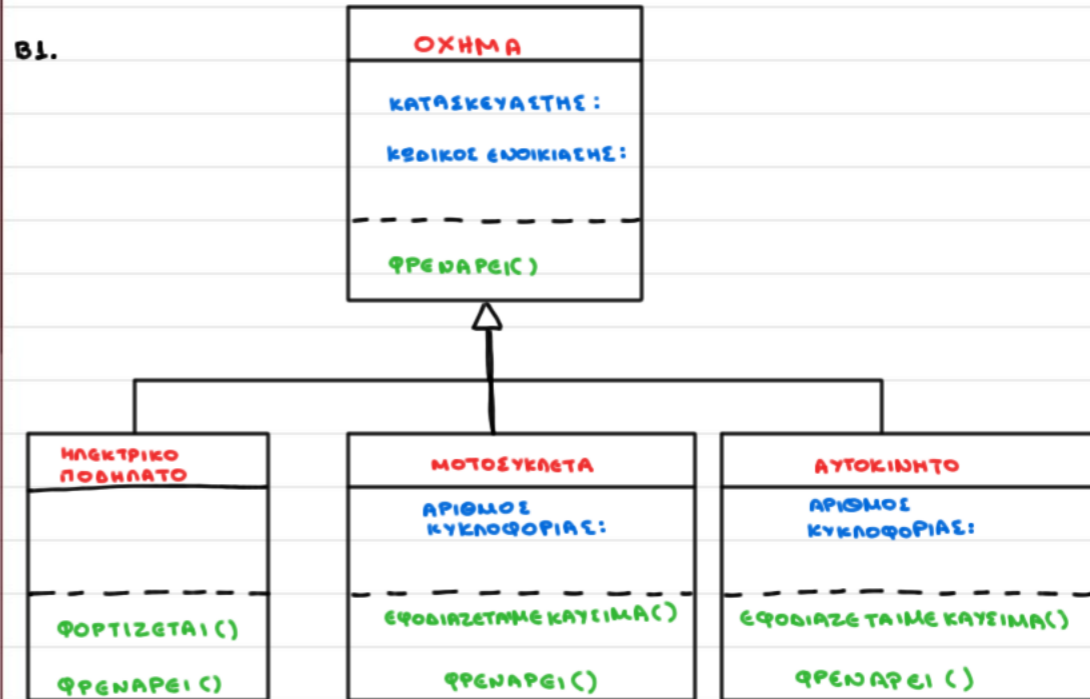 Β1.
ΟΧΗΜΑ
ΚΑΤΑΣΚΕΥΑΣΤΗΣ:
ΚΩΔΙΚΟΣ ΕΝΟΙΚΙΑΣΗΣ:
ΦΡΕΝΑΡΕΙ()
ΗΛΕΚΤΡΙΚΟ
ΠΟΔΗΛΑΤΟ
ΦΟΡΤΙΖΕΤΑΙ()
ΦΡΕΝΑΡΕΙ()
ΜΟΤΟΣΥΚΛΕΤΑ
ΑΡΙΘΜΟΣ
ΚΥΚΛΟΦΟΡΙΑΣ:
ΕΦΟΔΙΑΖΕΤΑΙΜΕΚΑΥΣΙΜΑ()
ΦΡΕΝΑΡΕΙ()
ΑΥΤΟΚΙΝΗΤΟ
ΑΡΙΘΜΟΣ
ΚΥΚΛΟΦΟΡΙΑΣ:
ΕΦΟΔΙΑΖΕΤΑΙΜΕΚΑΥΣΙΜΑ()
ΦΡΕΝΑΡΕΙ()